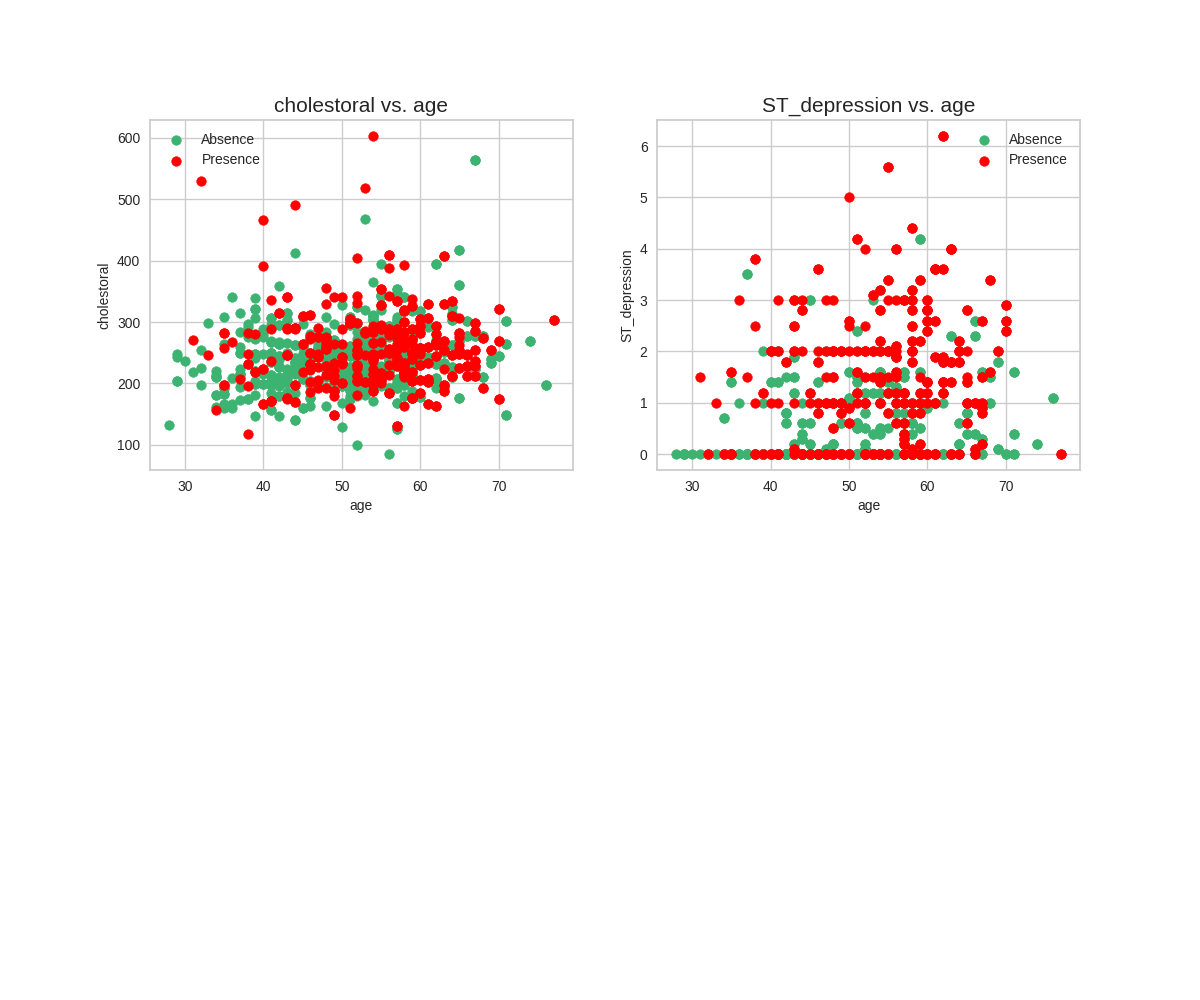 cholestoral vs. age
Absence
Presence
600
500
400
300
200
100
cholestoral
30 40 50 60 70
age
ST_depression vs. age
Absence
Presence
6
5
4
3
2
1
0
ST_depression
30 40 50 60 70
age